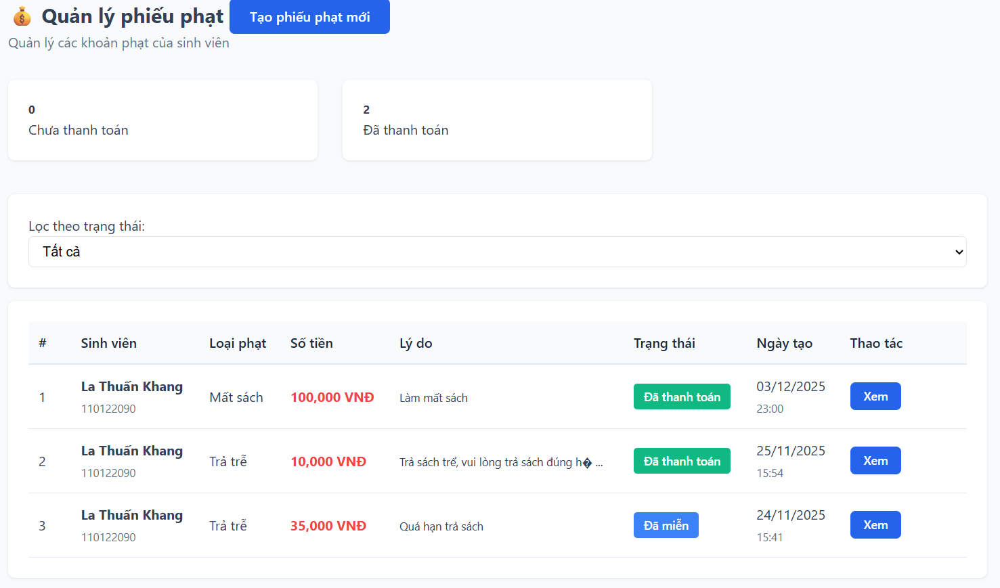 Quản lý phiếu phạt
Tạo phiếu phạt mới
Quản lý các khoản phạt của sinh viên
0
Chưa thanh toán
2
Đã thanh toán
Lọc theo trạng thái:
Tất cả
# Sinh viên Loại phạt Số tiền Lý do Trạng thái Ngày tạo Thao tác
1 La Thuấn Khang 110122090 Mất sách 100,000 VNĐ Làm mất sách Đã thanh toán 03/12/2025 23:00 Xem
2 La Thuấn Khang 110122090 Trả trễ 10,000 VNĐ Trả sách trể, vui lòng trả sách đúng h� ... Đã thanh toán 25/11/2025 15:54 Xem
3 La Thuấn Khang 110122090 Trả trễ 35,000 VNĐ Quá hạn trả sách Đã miễn 24/11/2025 15:41 Xem